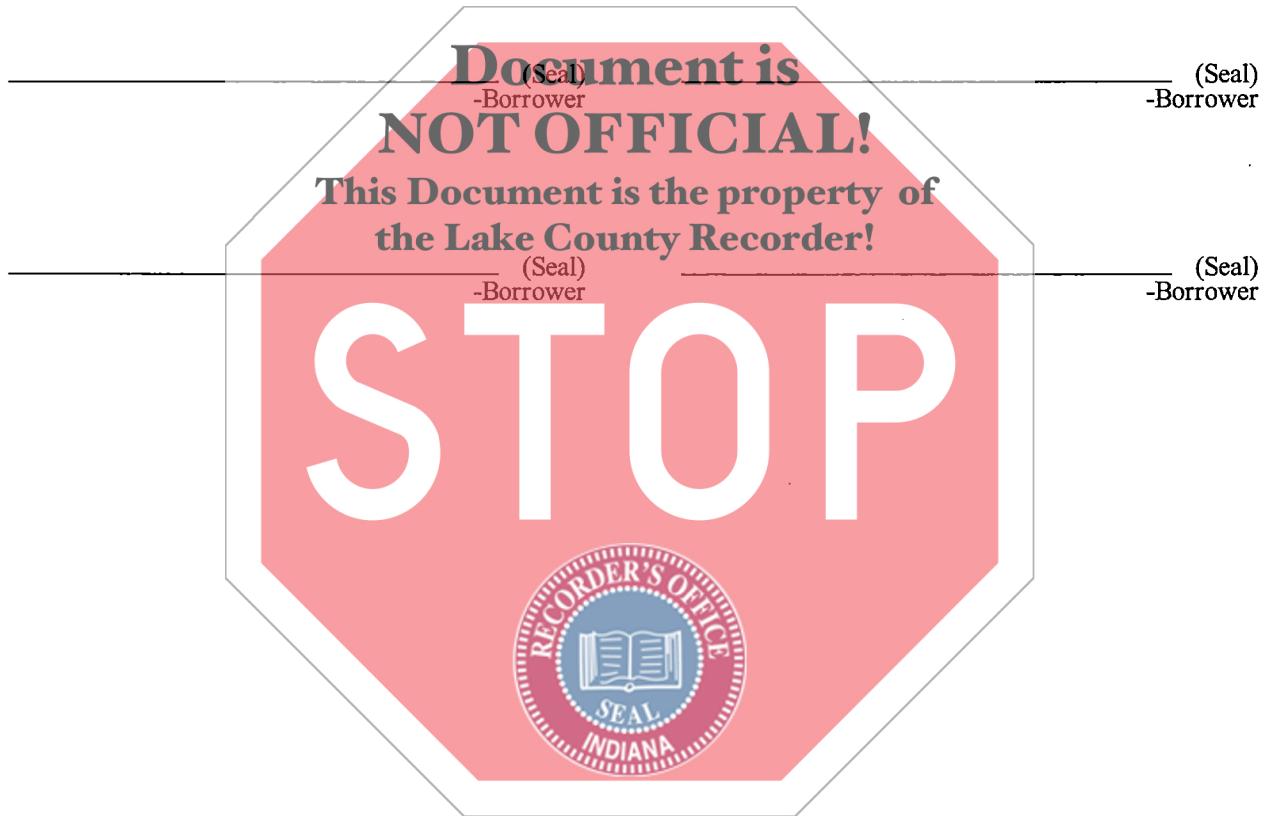 Document is
(Seal) (Seal)
-Borrower -Borrower
NOT OFFICIAL!
This Document is the property of
the Lake County Recorder!
(Seal) (Seal)
-Borrower -Borrower
STOP
RECORDER'S OFFICE
SEAL
INDIANA